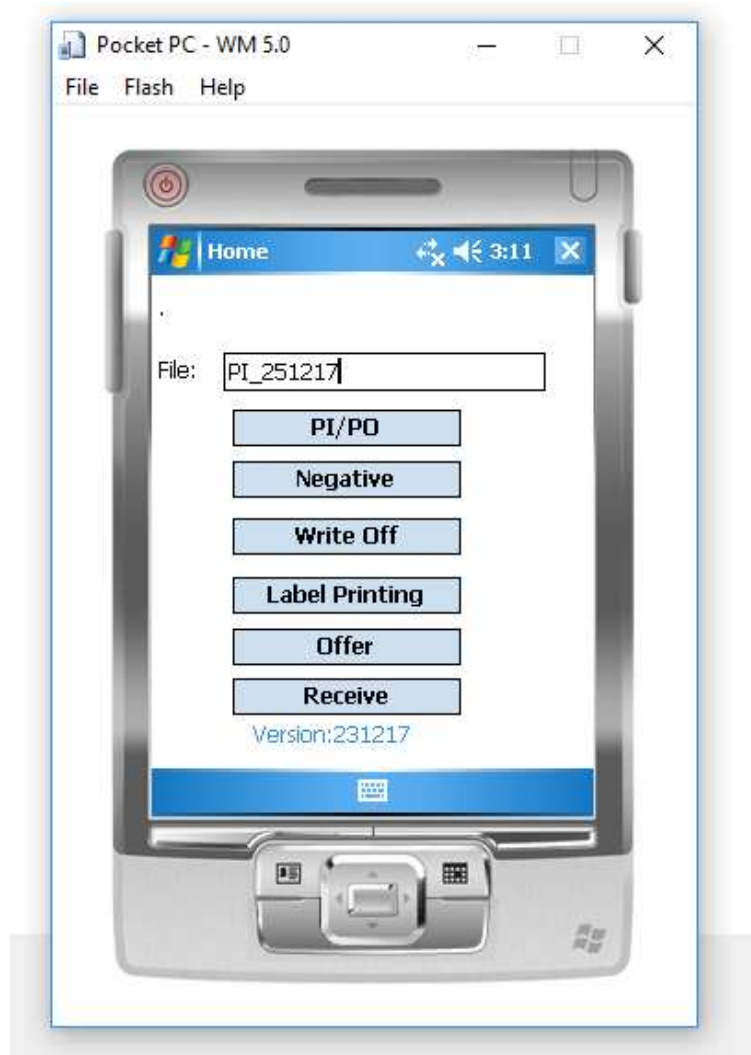 Pocket PC - WM 5.0
File Flash Help
Home 3:11
.
File: PI_251217
PI/PO
Negative
Write Off
Label Printing
Offer
Receive
Version:231217